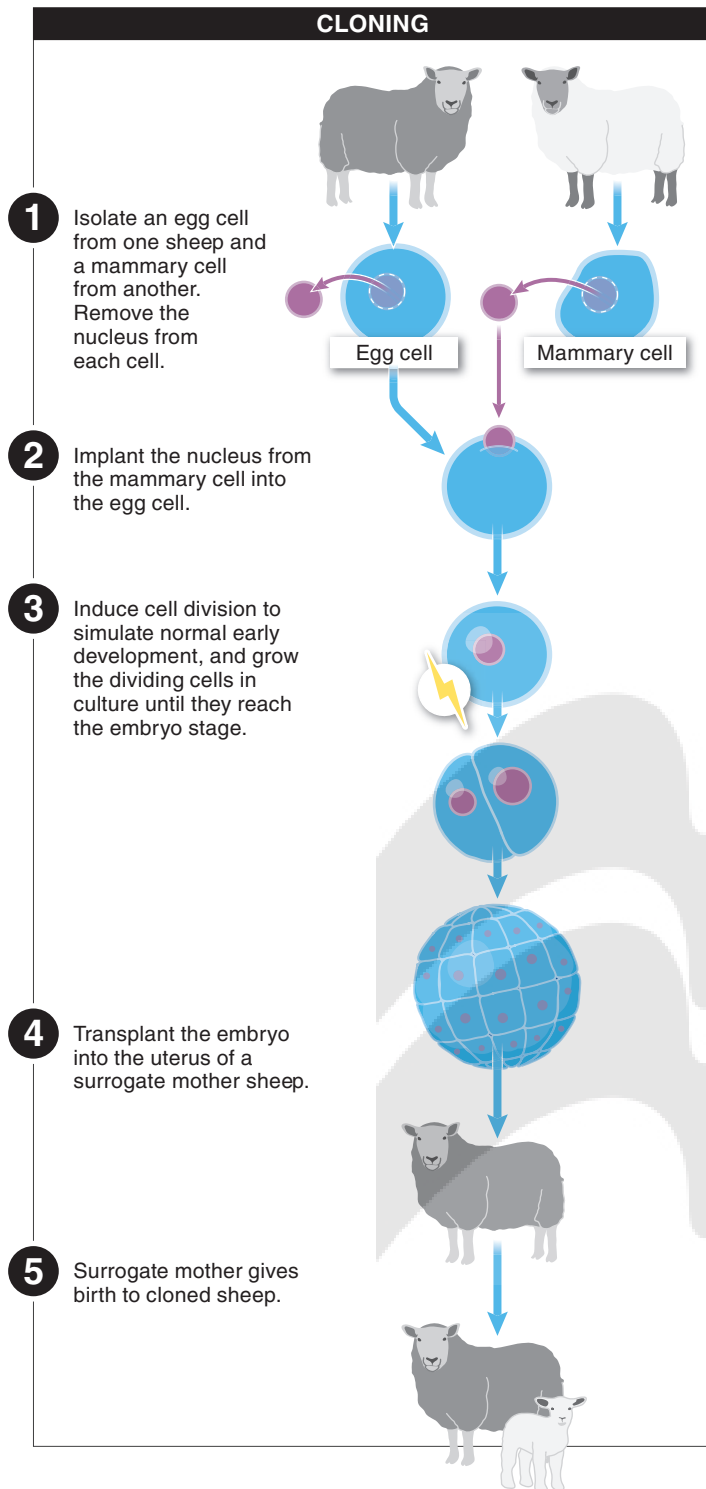 CLONING
1
Isolate an egg cell
from one sheep and
a mammary cell
from another.
Remove the
nucleus from
each cell.
Egg cell
Mammary cell
2
Implant the nucleus from
the mammary cell into
the egg cell.
3
Induce cell division to
simulate normal early
development, and grow
the dividing cells in
culture until they reach
the embryo stage.
4
Transplant the embryo
into the uterus of a
surrogate mother sheep.
5
Surrogate mother gives
birth to cloned sheep.